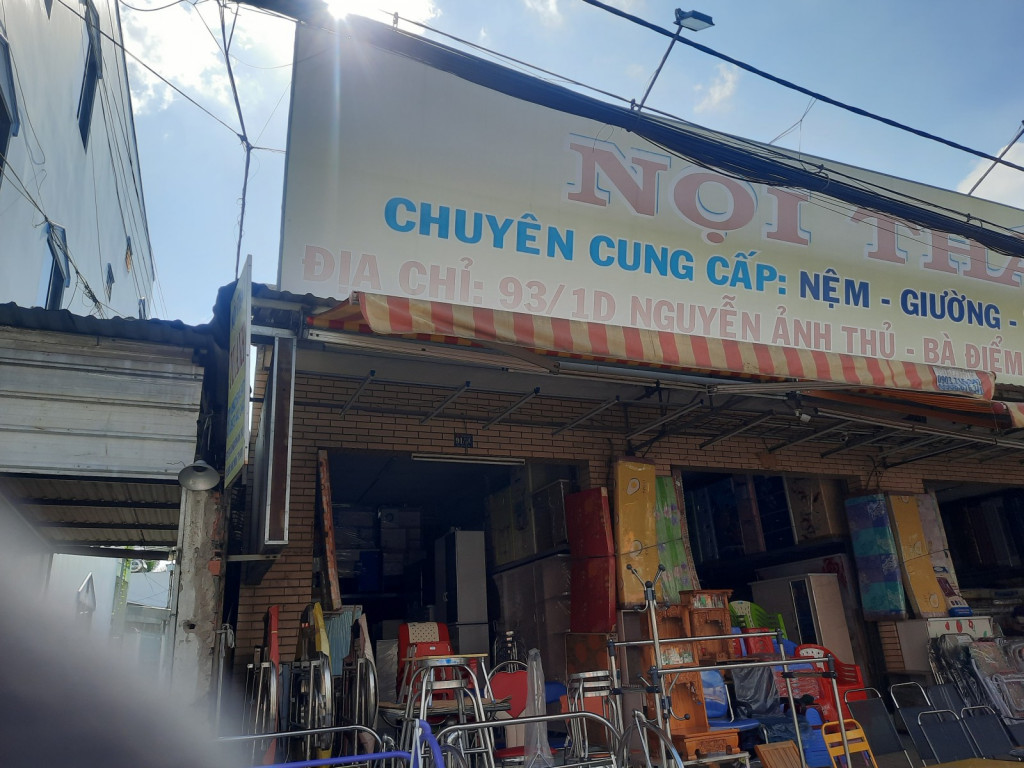 NỘI THẤ
CHUYÊN CUNG CẤP: NỆM - GIƯỜNG -
ĐỊA CHỈ: 93/1D NGUYỄN ẢNH THỦ - BÀ ĐIỂM